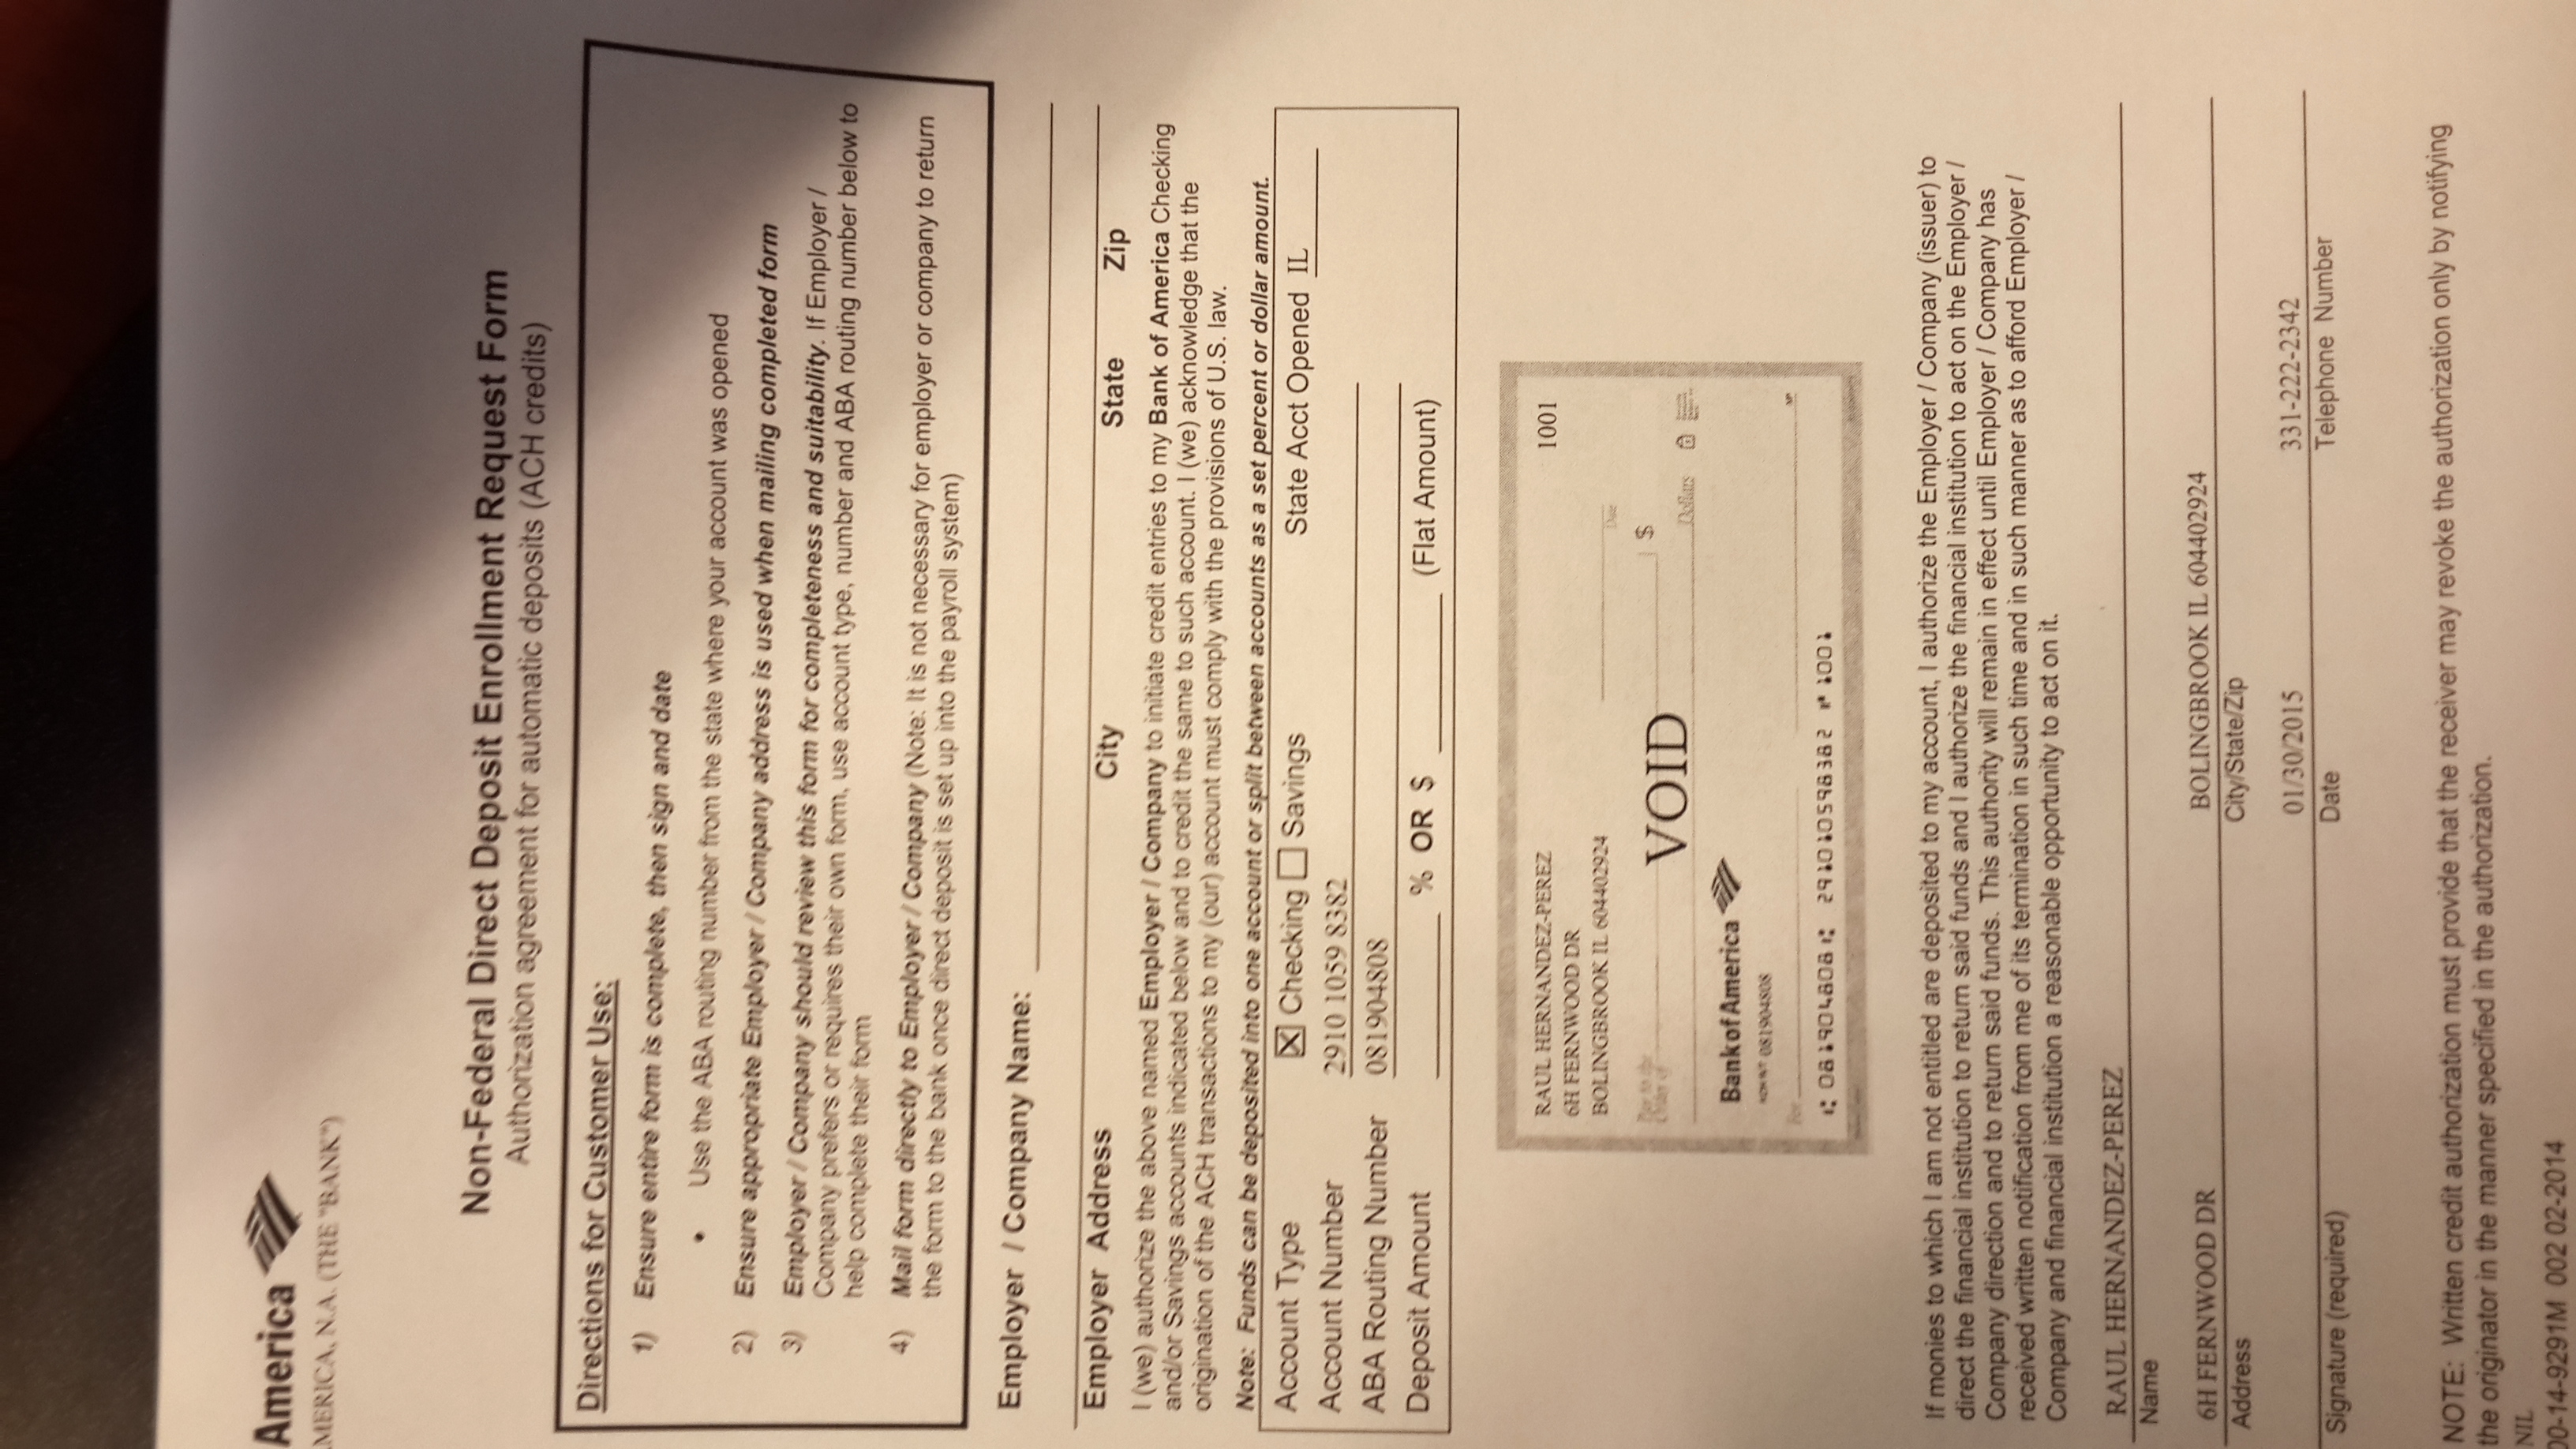 America
MERICA, N.A. (THE "BANK")
Non-Federal Direct Deposit Enrollment Request Form
Authorization agreement for automatic deposits (ACH credits)
Directions for Customer Use:
1) Ensure entire form is complete, then sign and date
• Use the ABA routing number from the state where your account was opened
2) Ensure appropriate Employer / Company address is used when mailing completed form
3) Employer / Company should review this form for completeness and suitability. If Employer /
Company prefers or requires their own form, use account type, number and ABA routing number below to
help complete their form
4) Mail form directly to Employer / Company (Note: It is not necessary for employer or company to return
the form to the bank once direct deposit is set up into the payroll system)
Employer / Company Name:
Employer Address City State Zip
I (we) authorize the above named Employer / Company to initiate credit entries to my Bank of America Checking
and/or Savings accounts indicated below and to credit the same to such account. I (we) acknowledge that the
origination of the ACH transactions to my (our) account must comply with the provisions of U.S. law.
Note: Funds can be deposited into one account or split between accounts as a set percent or dollar amount.
Account Type ☒ Checking ☐ Savings State Acct Opened IL
Account Number 2910 1059 8382
ABA Routing Number 081904808
Deposit Amount % OR $ (Flat Amount)
RAUL HERNANDEZ-PEREZ 1001
6H FERNWOOD DR
BOLINGBROOK IL 604402924
Date
Pay to the
Order of $
VOID
Dollars
Bank of America
081904808
For
⑆ 081904808 ⑆ 291010598382 ⑈ 1001
If monies to which I am not entitled are deposited to my account, I authorize the Employer / Company (issuer) to
direct the financial institution to return said funds and I authorize the financial institution to act on the Employer /
Company direction and to return said funds. This authority will remain in effect until Employer / Company has
received written notification from me of its termination in such time and in such manner as to afford Employer /
Company and financial institution a reasonable opportunity to act on it.
RAUL HERNANDEZ-PEREZ
Name
6H FERNWOOD DR BOLINGBROOK IL 604402924
Address City/State/Zip
01/30/2015 331-222-2342
Signature (required) Date Telephone Number
NOTE: Written credit authorization must provide that the receiver may revoke the authorization only by notifying
the originator in the manner specified in the authorization.
NIL
00-14-9291M 002 02-2014